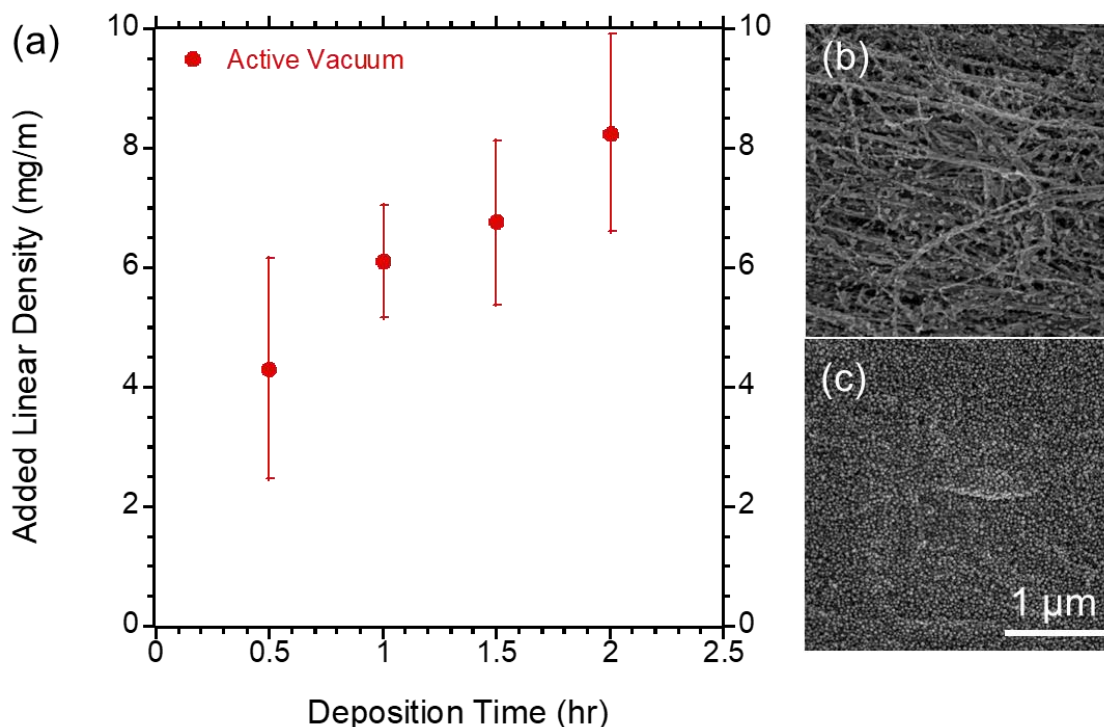 (a)
Active Vacuum
Added Linear Density (mg/m)
10
8
6
4
2
0
10
8
6
4
2
0
0
0.5
1
1.5
2
2.5
Deposition Time (hr)
(b)
(c)
1 μm